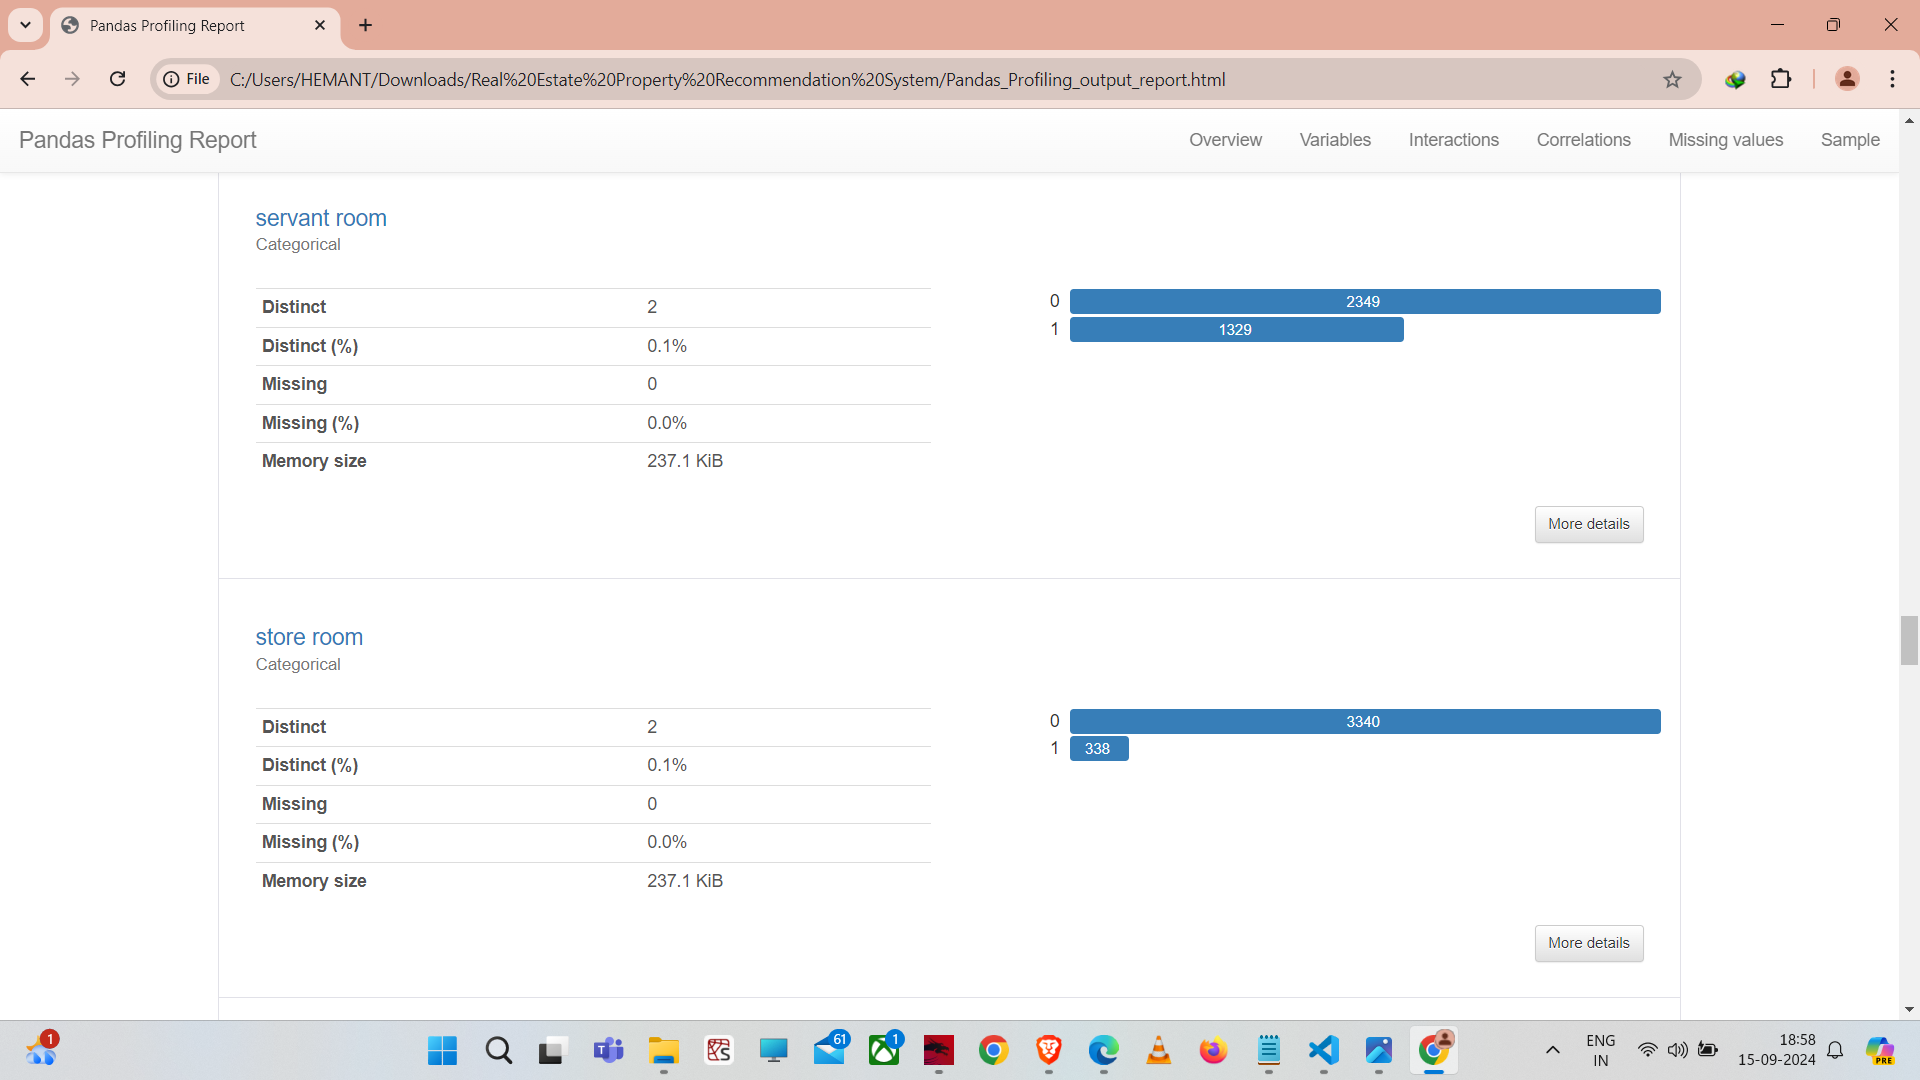 Pandas Profiling Report
File
C:/Users/HEMANT/Downloads/Real%20Estate%20Property%20Recommendation%20System/Pandas_Profiling_output_report.html
Pandas Profiling Report
Overview
Variables
Interactions
Correlations
Missing values
Sample
servant room
Categorical
Distinct 2
Distinct (%) 0.1%
Missing 0
Missing (%) 0.0%
Memory size 237.1 KiB
0 2349
1 1329
More details
store room
Categorical
Distinct 2
Distinct (%) 0.1%
Missing 0
Missing (%) 0.0%
Memory size 237.1 KiB
0 3340
1 338
More details
1
61
1
ENG
IN
18:58
15-09-2024
PRE